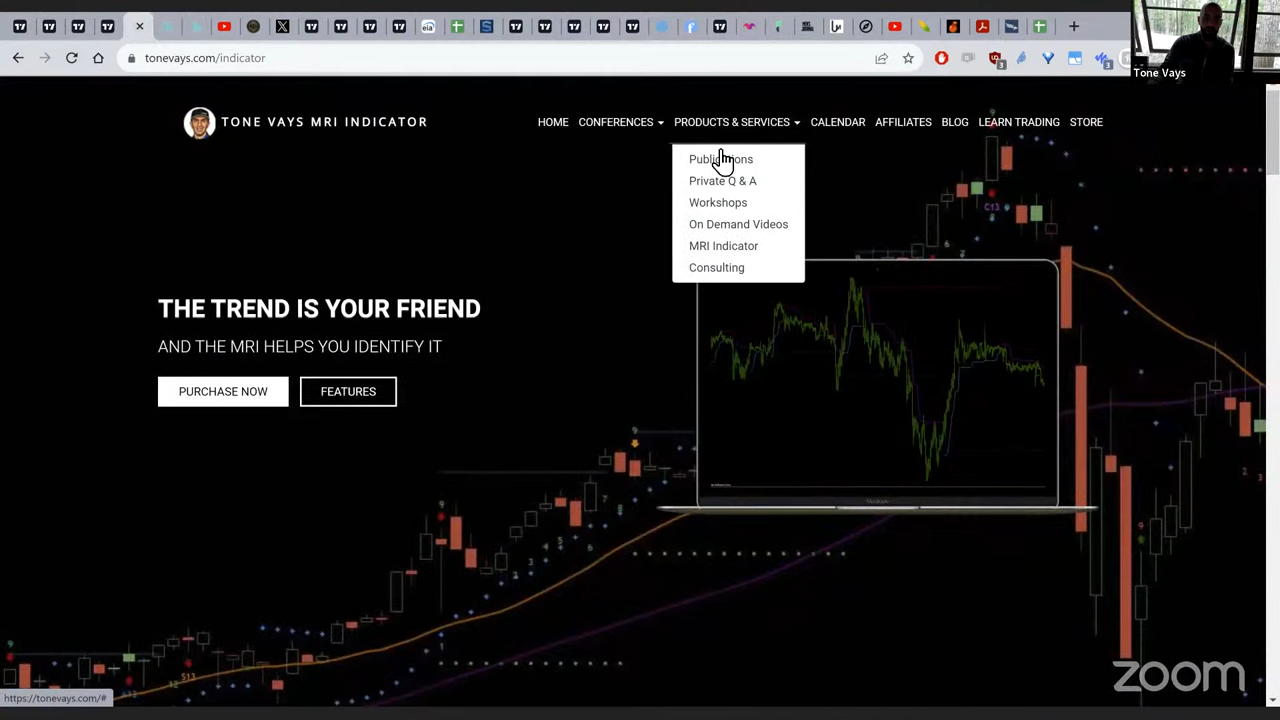 tonevays.com/indicator
Tone Vays
TONE VAYS MRI INDICATOR
HOME CONFERENCES PRODUCTS & SERVICES CALENDAR AFFILIATES BLOG LEARN TRADING STORE
Private Q & A
Workshops
On Demand Videos
MRI Indicator
Consulting
THE TREND IS YOUR FRIEND
AND THE MRI HELPS YOU IDENTIFY IT
PURCHASE NOW FEATURES
zoom
https://tonevays.com/#